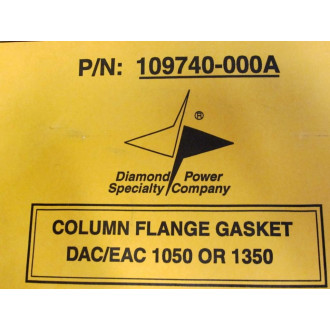 P/N: 109740-000A
®
Diamond Power
Specialty Company
COLUMN FLANGE GASKET
DAC/EAC 1050 OR 1350